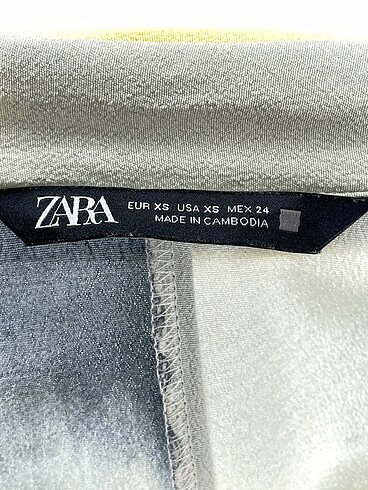 ZARA
EUR XS USA XS MEX 24
MADE IN CAMBODIA